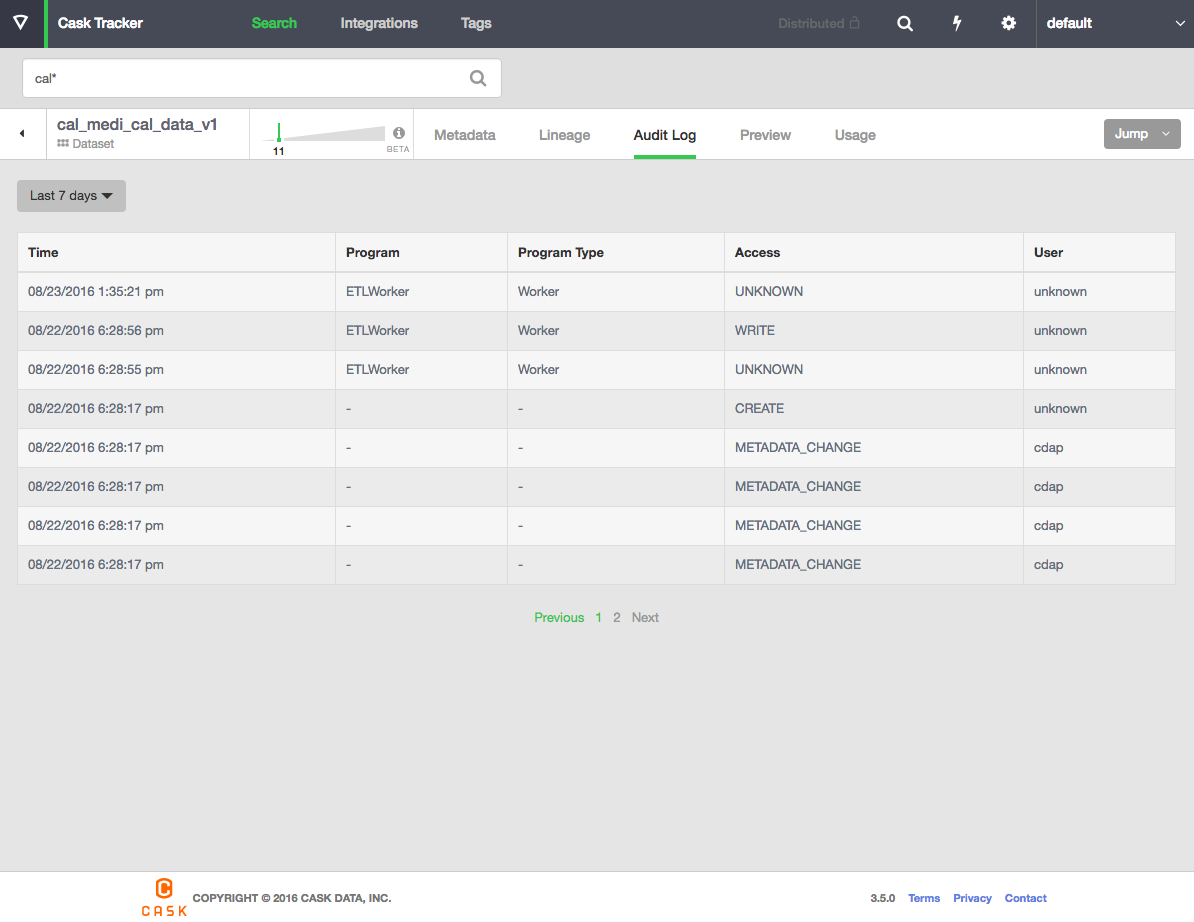 Cask Tracker Search Integrations Tags Distributed default
cal*
cal_medi_cal_data_v1
Dataset
11
BETA
Metadata Lineage Audit Log Preview Usage Jump
Last 7 days
Time Program Program Type Access User
08/23/2016 1:35:21 pm ETLWorker Worker UNKNOWN unknown
08/22/2016 6:28:56 pm ETLWorker Worker WRITE unknown
08/22/2016 6:28:55 pm ETLWorker Worker UNKNOWN unknown
08/22/2016 6:28:17 pm - - CREATE unknown
08/22/2016 6:28:17 pm - - METADATA_CHANGE cdap
08/22/2016 6:28:17 pm - - METADATA_CHANGE cdap
08/22/2016 6:28:17 pm - - METADATA_CHANGE cdap
08/22/2016 6:28:17 pm - - METADATA_CHANGE cdap
Previous 1 2 Next
CASK
COPYRIGHT © 2016 CASK DATA, INC. 3.5.0 Terms Privacy Contact